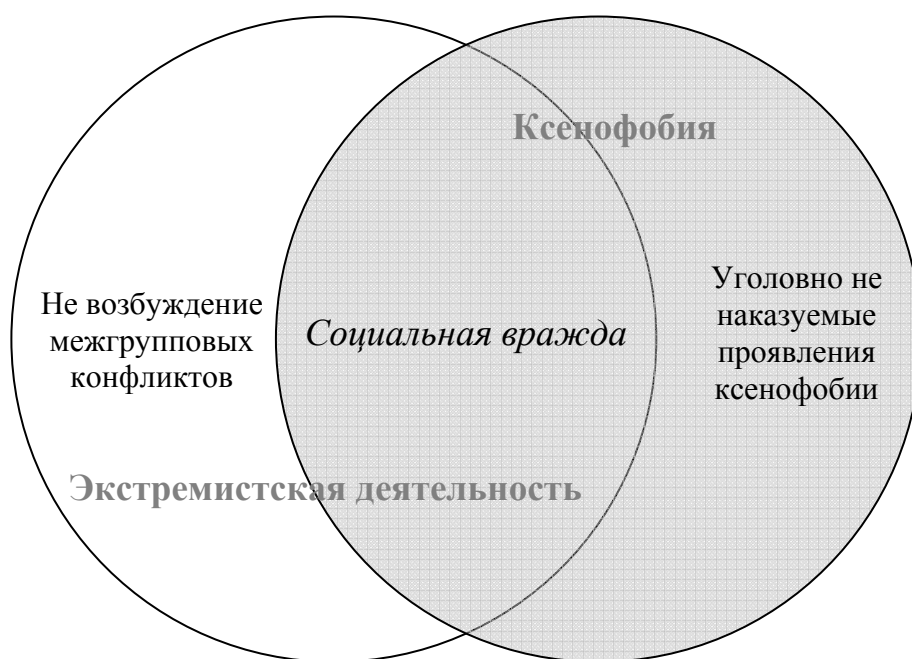 Ксенофобия
Не возбуждение
межгрупповых
конфликтов
Социальная вражда
Уголовно не
наказуемые
проявления
ксенофобии
Экстремистская деятельность